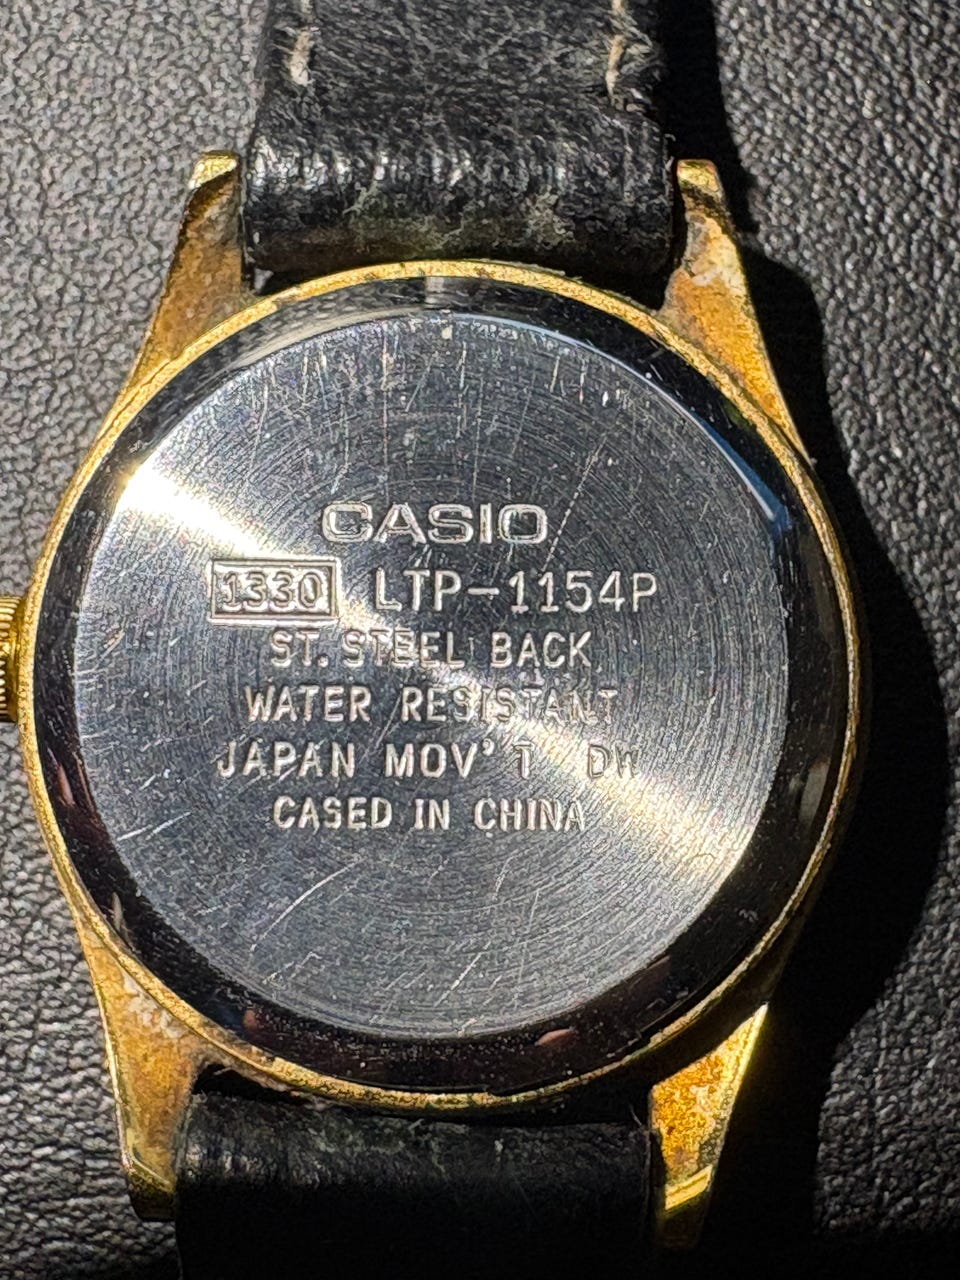 CASIO
1330 LTP-1154P
ST. STEEL BACK
WATER RESISTANT
JAPAN MOV'T DW
CASED IN CHINA